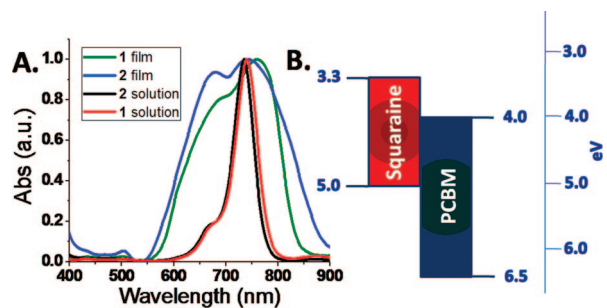 A.
Abs (a.u.)
1.0
0.8
0.6
0.4
0.2
0.0
400 500 600 700 800 900
Wavelength (nm)
1 film
2 film
2 solution
1 solution
B.
3.3
5.0
Squaraine
4.0
PCBM
6.5
3.0
4.0
5.0
6.0
eV